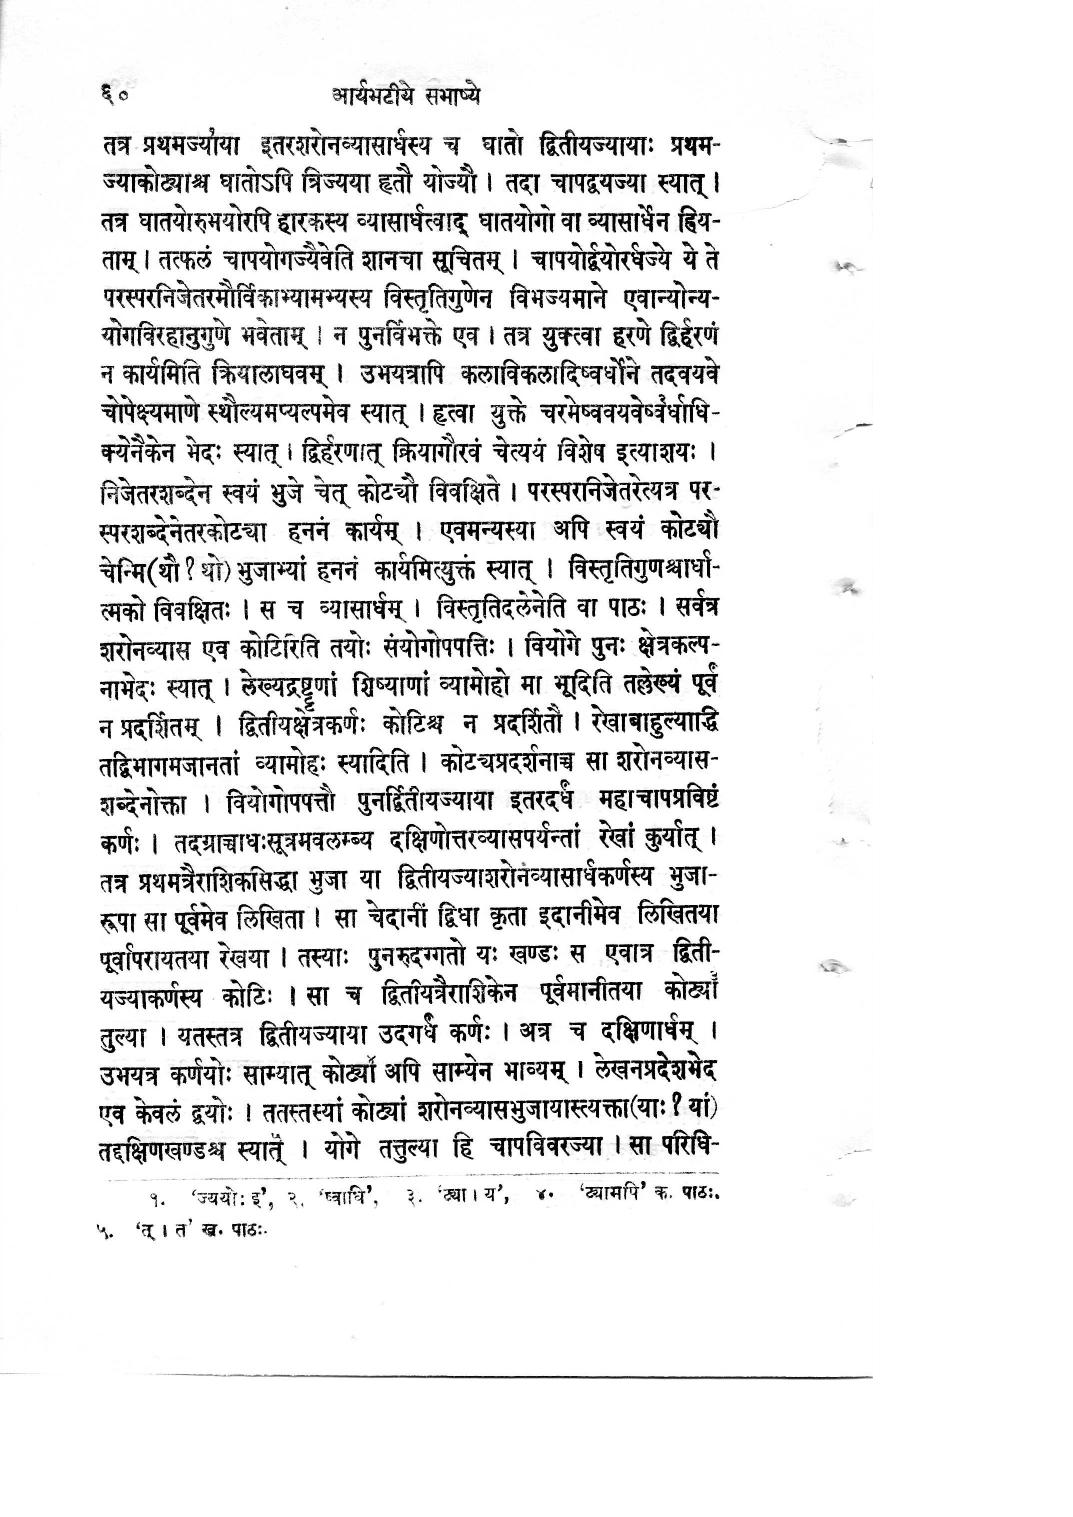 ६०
आर्यभटीये सभाष्ये
तत्र प्रथमज्या१या इतरशरोनव्यासार्धस्य च घातो द्वितीयज्यायाः प्रथम-
ज्याकोट्याश्च घातोऽपि त्रिज्यया हृतौ योज्यौ । तदा चापद्वयज्या स्यात् ।
तत्र घातयोरुभयोरपि हारकस्य व्यासार्धत्वाद् घातयोगो वा व्यासार्धेन ह्रिय-
ताम् । तत्फलं चापयोगज्यैवेति शानचा सूचितम् । चापयोर्द्वयोरर्धज्ये ये ते
परस्परनिजेतरमौर्विकाभ्यामभ्यस्य विस्तृतिगुणेन विभज्यमाने एवान्योन्य-
योगविरहानुगुणे भवेताम् । न पुनर्विभक्ते एव । तत्र युक्त्वा हरणे द्विर्हरणं
न कार्यमिति क्रियालाघवम् । उभयत्रापि कलाविकलादिष्वर्धोने तदवयवे
चोपेक्ष्यमाणे स्थौल्यमप्यल्पमेव स्यात् । हृत्वा युक्ते चरमेष्ववयवेष्व२र्धाधि-
क्येनैकेन भेदः स्यात् । द्विर्हरणात् क्रियागौरवं चेत्ययं विशेष इत्याशयः ।
निजेतरशब्देन स्वयं भुजे चेत् कोट्यौ विवक्षिते । परस्परनिजेतरेत्यत्र पर-
स्परशब्देनेतरकोट्या हननं कार्यम् । एवमन्यस्या अपि स्वयं कोट्यौ
चेन्मि(थौ ? थो) भुजाभ्यां हननं कार्यमित्युक्तं स्यात् । विस्तृतिगुणश्चार्धा-
त्मको विवक्षितः । स च व्यासार्धम् । विस्तृतिदलेनेति वा पाठः । सर्वत्र
शरोनव्यास एव कोटिरिति तयोः संयोगोपपत्तिः । वियोगे पुनः क्षेत्रकल्प-
नाभेदः स्यात् । लेख्यद्रष्टॄणां शिष्याणां व्यामोहो मा भूदिति तल्लेख्यं पूर्वं
न प्रदर्शितम् । द्वितीयक्षेत्रकर्णः कोटिश्च न प्रदर्शितौ । रेखाबाहुल्याद्धि
तद्विभागमजानतां व्यामोहः स्यादिति । कोट्यप्रदर्शनाच्च सा शरोनव्यास-
शब्देनोक्ता । वियोगोपपत्तौ पुनर्द्वितीयज्याया इतरदर्धं महाचापप्रविष्टं
कर्णः । तदग्राच्चाधःसूत्रमवलम्ब्य दक्षिणोत्तरव्यासपर्यन्तां रेखां कुर्यात् ।
तत्र प्रथमत्रैराशिकसिद्धा भुजा या द्वितीयज्याशरोनव्यासार्धकर्णस्य भुजा-
रूपा सा पूर्वमेव लिखिता । सा चेदानीं द्विधा कृता इदानीमेव लिखितया
पूर्वापरायतया रेखया । तस्याः पुनरुदग्गतो यः खण्डः स एवात्र द्विती-
यज्याकर्णस्य कोटिः । सा च द्वितीयत्रैराशिकेन पूर्वमानीतया कोट्या३
तुल्या । यतस्तत्र द्वितीयज्याया उदगर्धं कर्णः । अत्र च दक्षिणार्धम् ।
उभयत्र कर्णयोः साम्यात् कोट्या४ अपि साम्येन भाव्यम् । लेखनप्रदेशभेद
एव केवलं द्वयोः । ततस्तस्यां कोट्यां शरोनव्यासभुजायास्त्यक्ता(याः ? यां)
तद्दक्षिणखण्डश्च स्यात्५ । योगे तत्तुल्या हि चापविवरज्या । सा परिधि-
१. 'ज्ययोः इ', २. 'ष्वाधि', ३. 'ट्या । य', ४. 'ट्यामपि' क. पाठः.
५. 'त् । त' ख. पाठः.